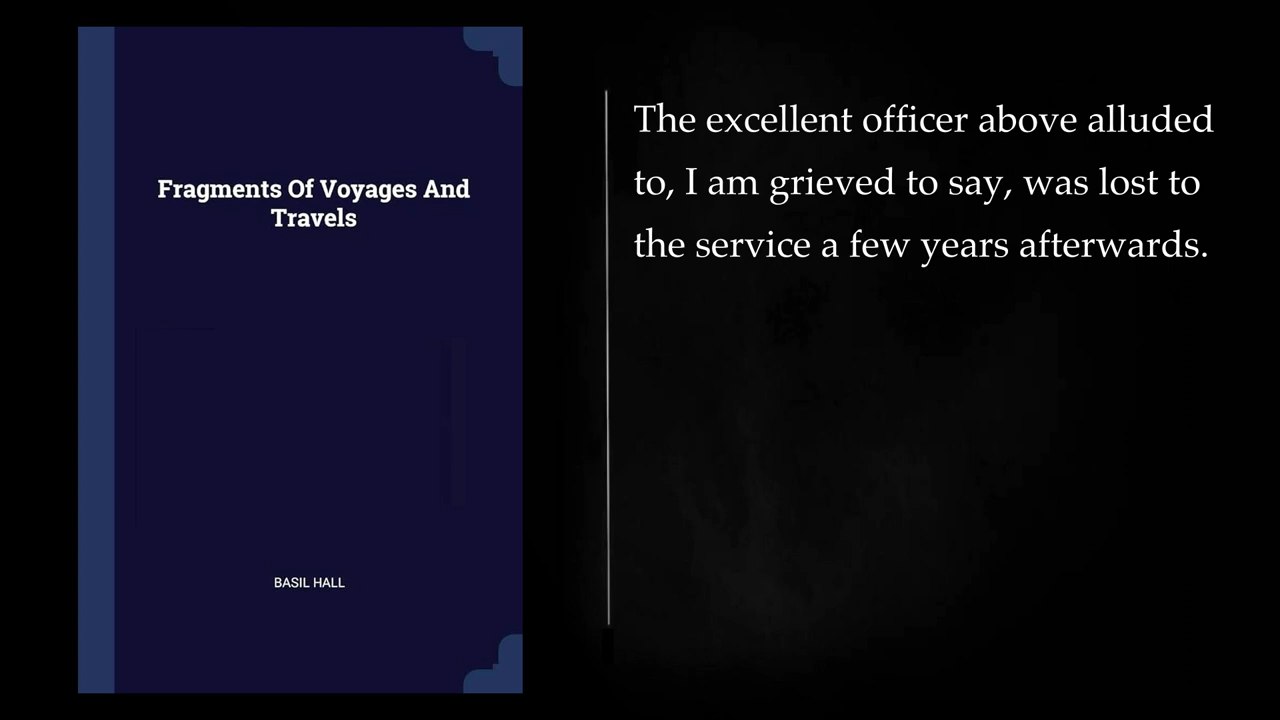 Fragments Of Voyages And
Travels
BASIL HALL
The excellent officer above alluded
to, I am grieved to say, was lost to
the service a few years afterwards.